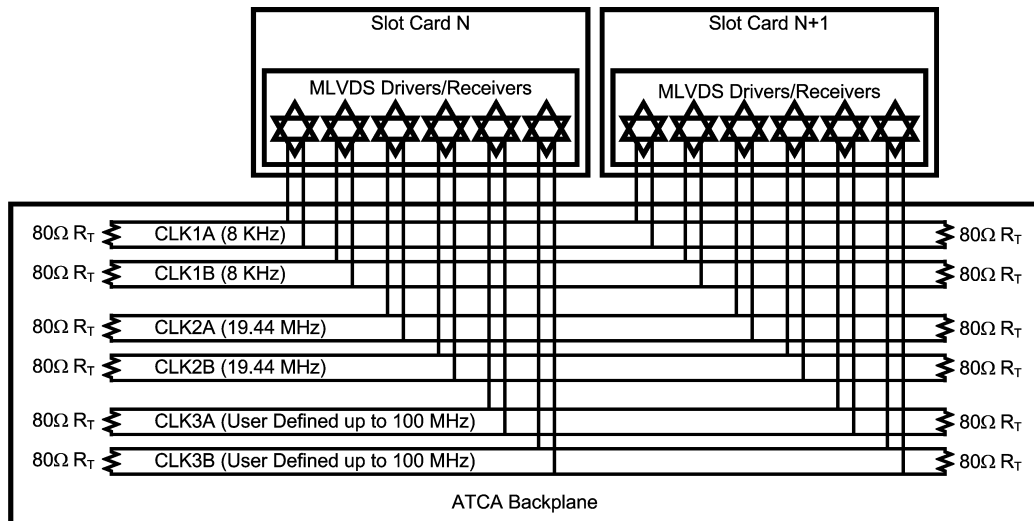 Slot Card N
Slot Card N+1
MLVDS Drivers/Receivers
MLVDS Drivers/Receivers
80Ω RT CLK1A (8 KHz) 80Ω RT
80Ω RT CLK1B (8 KHz) 80Ω RT
80Ω RT CLK2A (19.44 MHz) 80Ω RT
80Ω RT CLK2B (19.44 MHz) 80Ω RT
80Ω RT CLK3A (User Defined up to 100 MHz) 80Ω RT
80Ω RT CLK3B (User Defined up to 100 MHz) 80Ω RT
ATCA Backplane